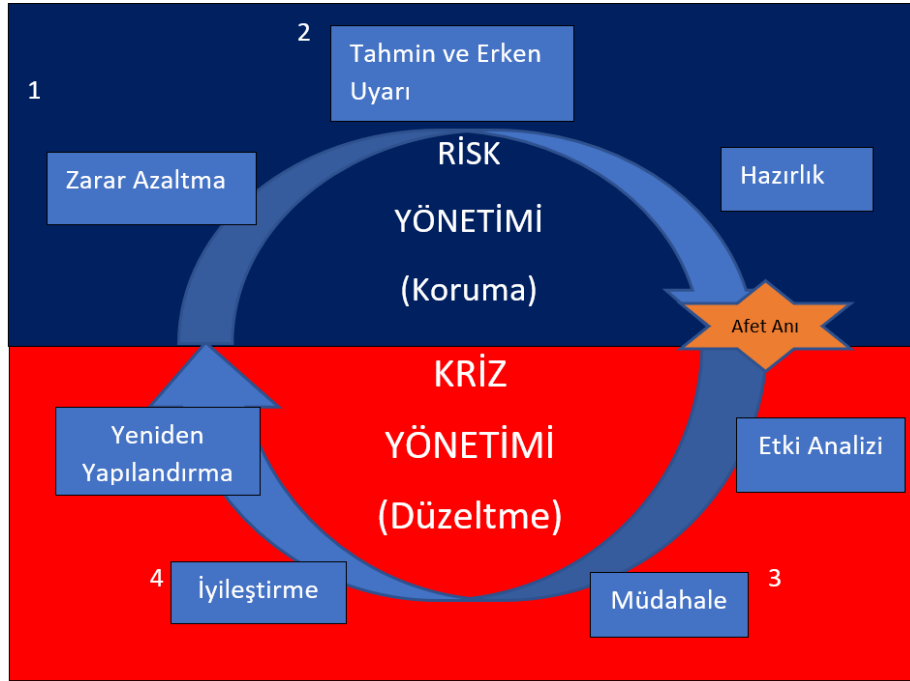 2
Tahmin ve Erken
Uyarı
1
Zarar Azaltma
RİSK
YÖNETİMİ
(Koruma)
Hazırlık
Afet Anı
KRİZ
YÖNETİMİ
(Düzeltme)
Yeniden
Yapılandırma
Etki Analizi
4
İyileştirme
Müdahale
3